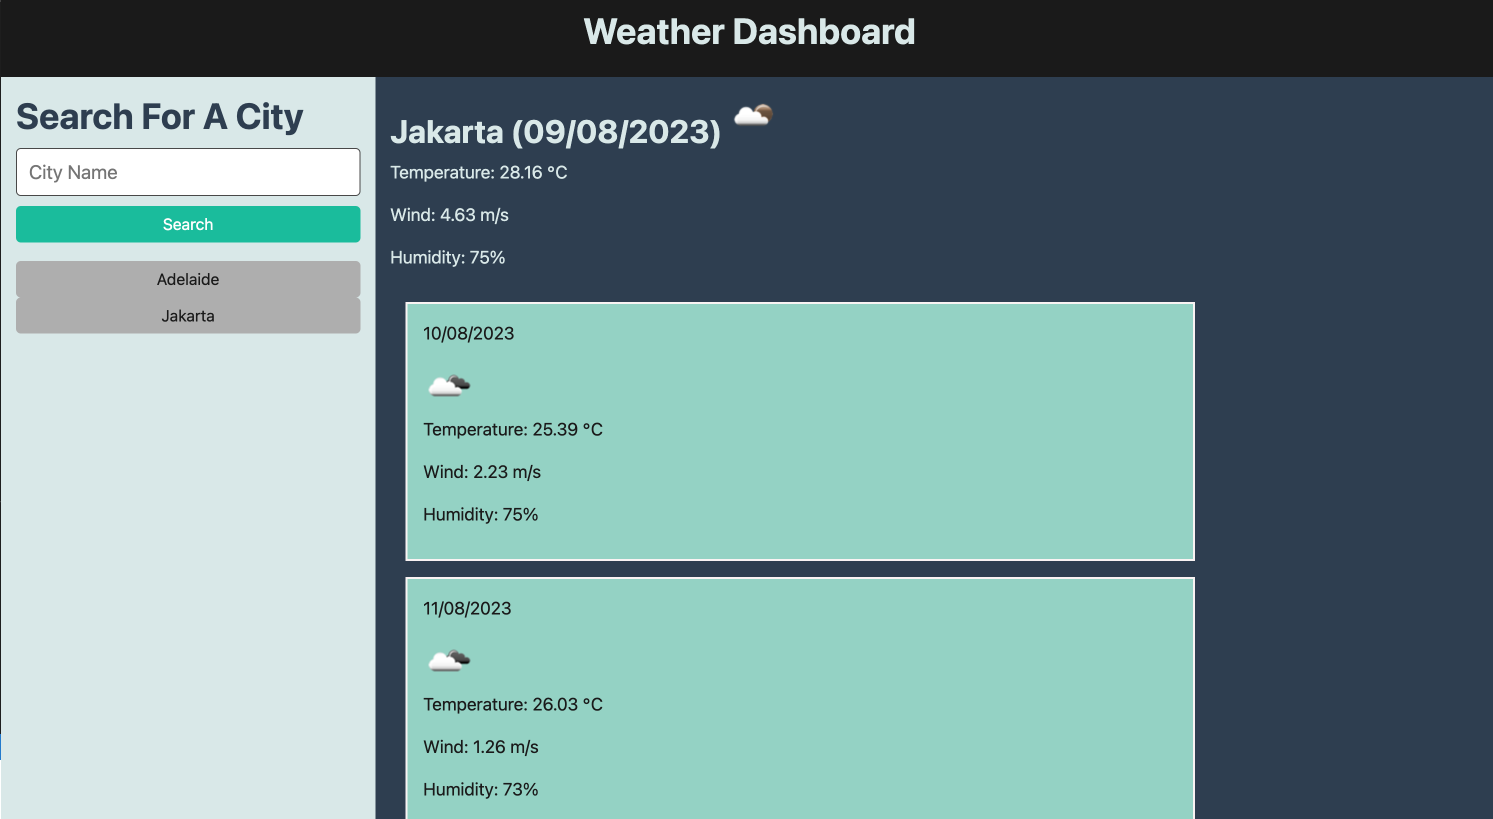 Weather Dashboard
Search For A City
City Name
Search
Adelaide
Jakarta
Jakarta (09/08/2023)
Temperature: 28.16 °C
Wind: 4.63 m/s
Humidity: 75%
10/08/2023
Temperature: 25.39 °C
Wind: 2.23 m/s
Humidity: 75%
11/08/2023
Temperature: 26.03 °C
Wind: 1.26 m/s
Humidity: 73%